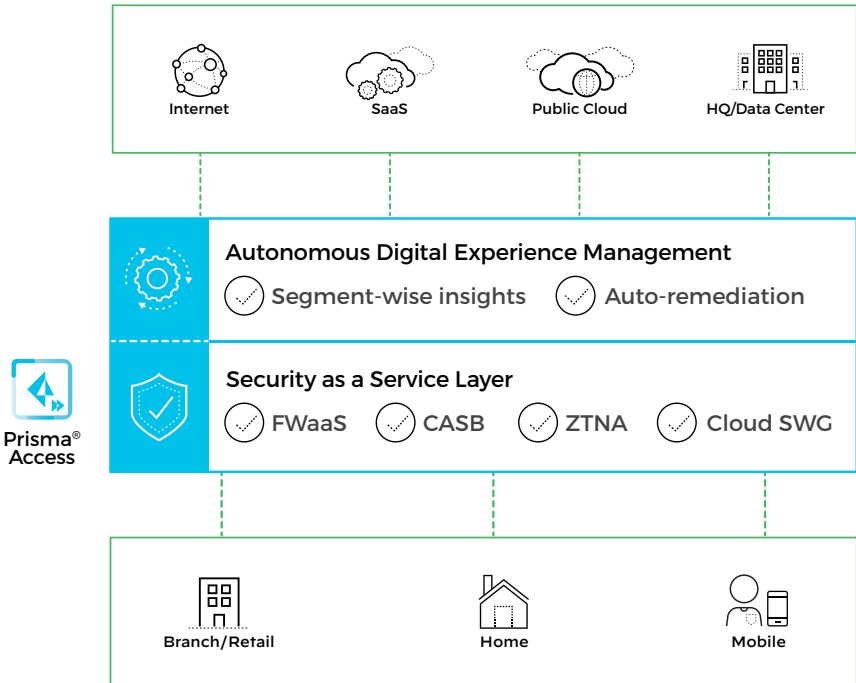 Internet
SaaS
Public Cloud
HQ/Data Center
Autonomous Digital Experience Management
Segment-wise insights
Auto-remediation
Prisma®
Access
Security as a Service Layer
FWaaS
CASB
ZTNA
Cloud SWG
Branch/Retail
Home
Mobile